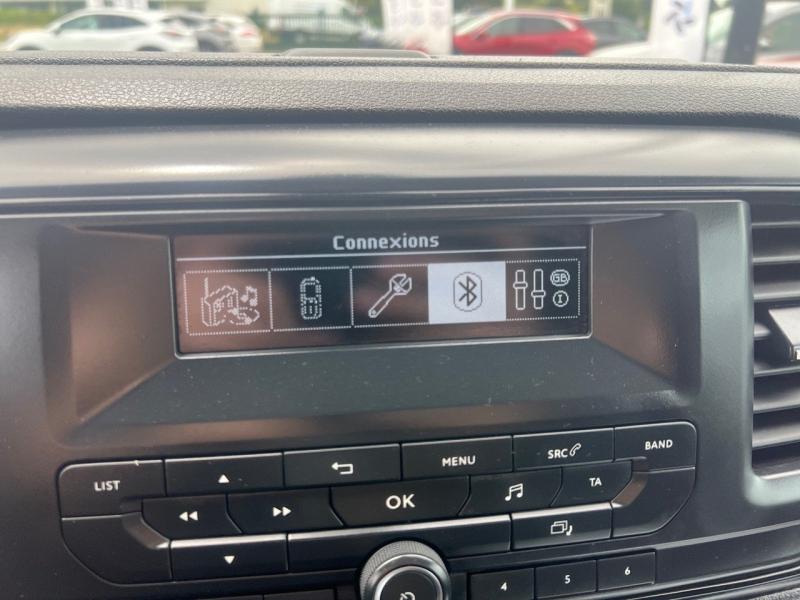 Connexions
GB
I
LIST
MENU
SRC
BAND
OK
TA
4
5
6